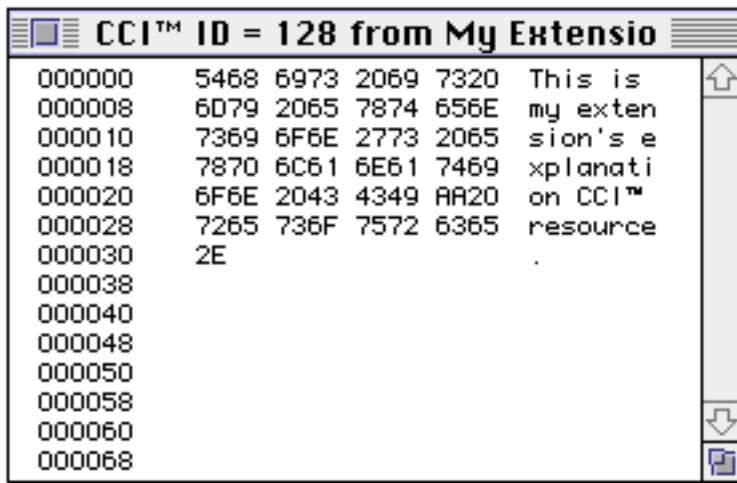 CCI™ ID = 128 from My Extensio
000000 5468 6973 2069 7320 This is
000008 6D79 2065 7874 656E my exten
000010 7369 6F6E 2773 2065 sion's e
000018 7870 6C61 6E61 7469 xplanati
000020 6F6E 2043 4349 AA20 on CCI™
000028 7265 736F 7572 6365 resource
000030 2E .
000038
000040
000048
000050
000058
000060
000068